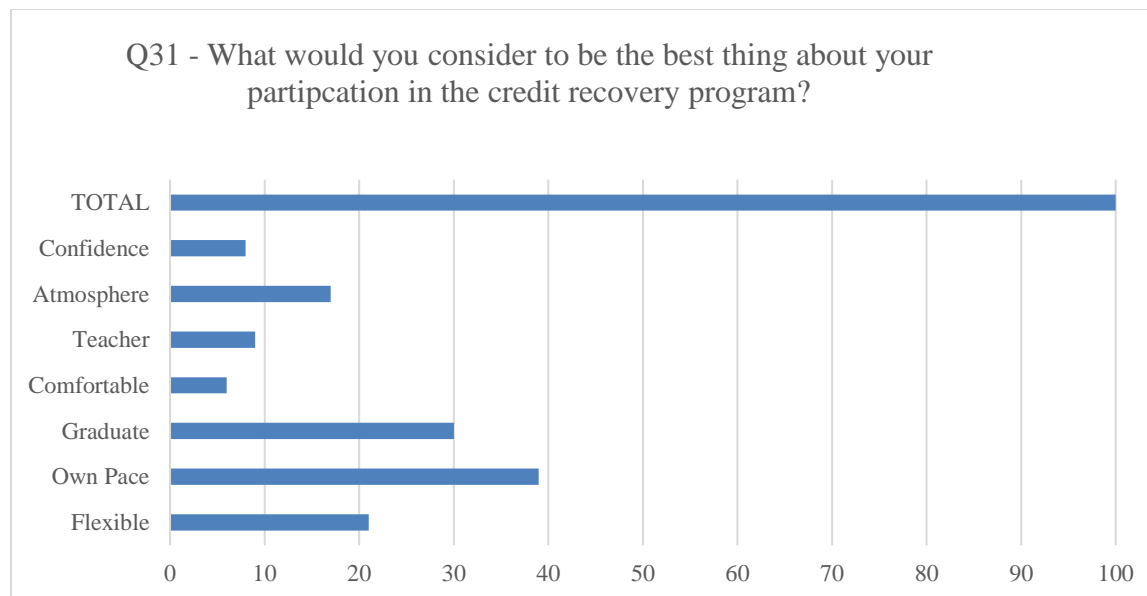 Q31 - What would you consider to be the best thing about your
partipcation in the credit recovery program?
TOTAL
Confidence
Atmosphere
Teacher
Comfortable
Graduate
Own Pace
Flexible
0 10 20 30 40 50 60 70 80 90 100